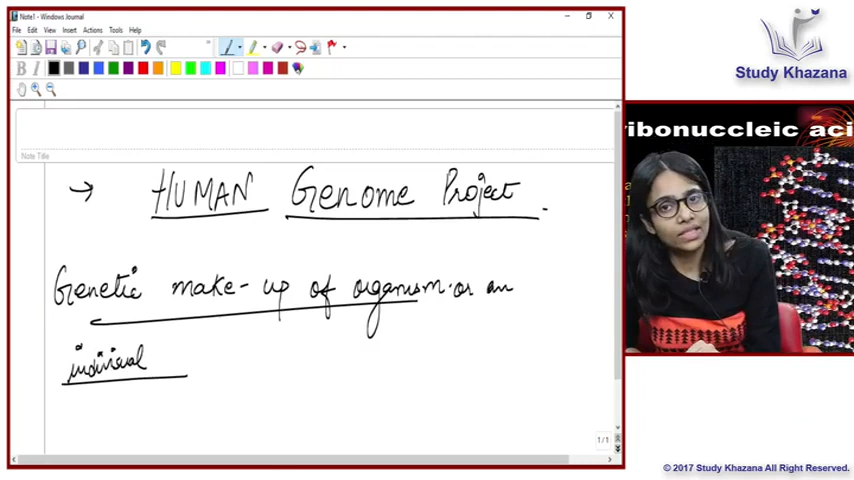 Note1 - Windows Journal
File Edit View Insert Actions Tools Help
Study Khazana
Note Title
→ HUMAN Genome Project.
ribonuccleic aci
Genetic make-up of organism. or an
indiviual
1/1
© 2017 Study Khazana All Right Reserved.